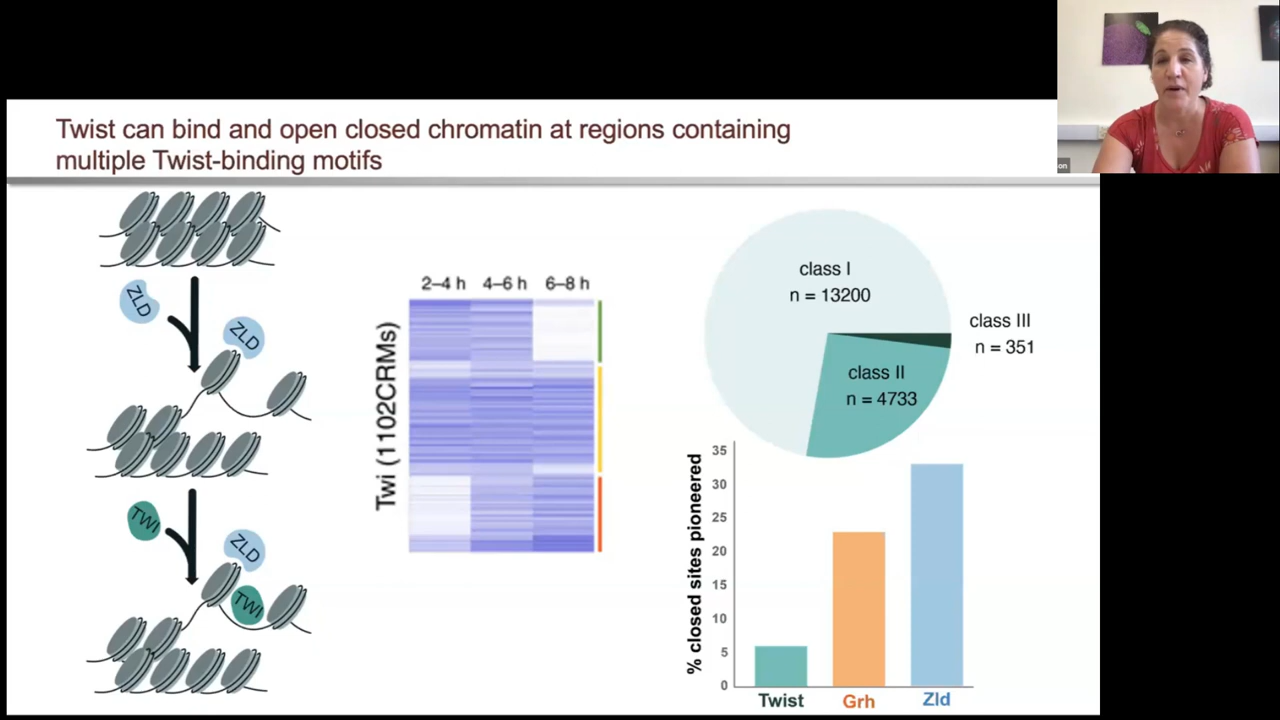 Twist can bind and open closed chromatin at regions containing
multiple Twist-binding motifs
ZLD
ZLD
TWI
ZLD
TWI
2–4 h 4–6 h 6–8 h
Twi (1102CRMs)
class I
n = 13200
class III
n = 351
class II
n = 4733
% closed sites pioneered
35
30
25
20
15
10
5
0
Twist Grh Zld
on